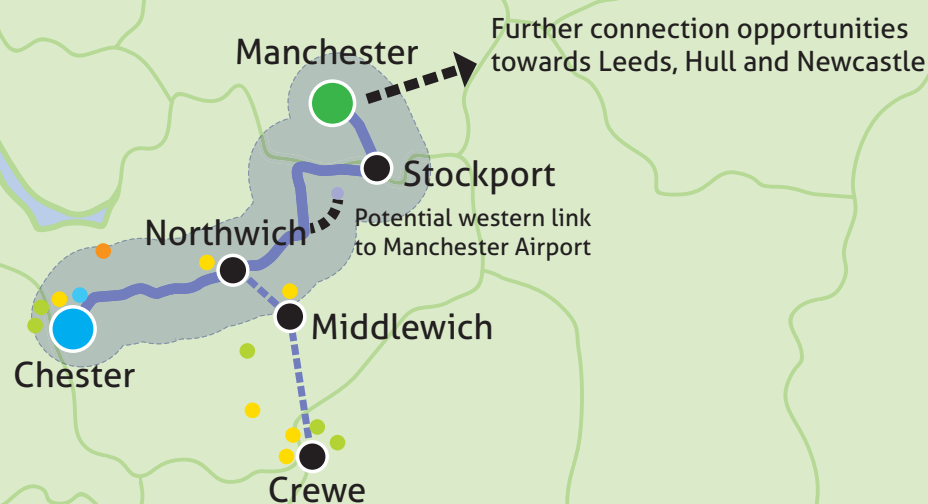 Further connection opportunities
towards Leeds, Hull and Newcastle
Manchester
Stockport
Potential western link
to Manchester Airport
Northwich
Middlewich
Chester
Crewe